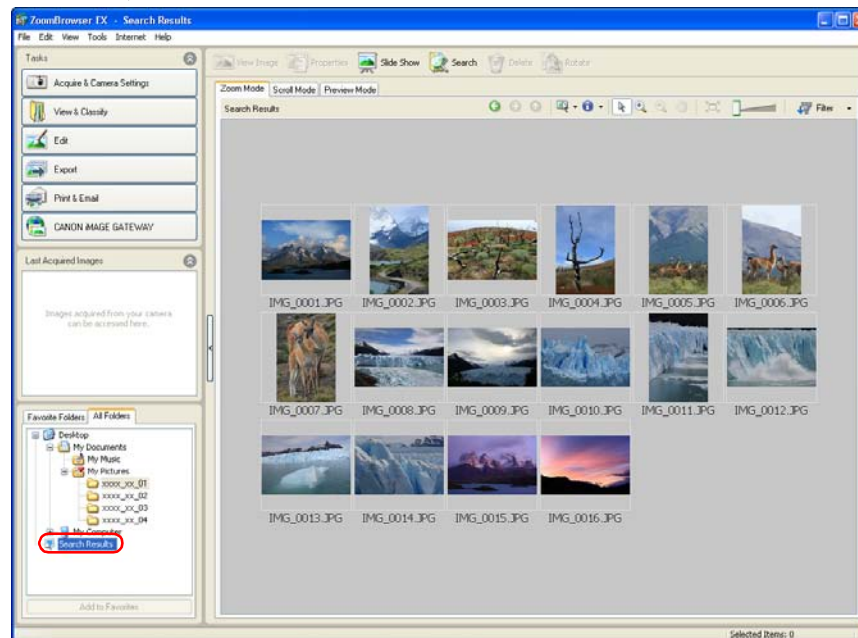 ZoomBrowser EX - Search Results
File Edit View Tools Internet Help
Tasks
Acquire & Camera Settings
View & Classify
Edit
Export
Print & Email
CANON iMAGE GATEWAY
Last Acquired Images
Images acquired from your camera
can be accessed here.
Favorite Folders All Folders
Desktop
My Documents
My Music
My Pictures
xxxx_xx_01
xxxx_xx_02
xxxx_xx_03
xxxx_xx_04
My Computer
Search Results
Add to Favorites
View Image Properties Slide Show Search Delete Rotate
Zoom Mode Scroll Mode Preview Mode
Search Results Filter
IMG_0001.JPG IMG_0002.JPG IMG_0003.JPG IMG_0004.JPG IMG_0005.JPG IMG_0006.JPG
IMG_0007.JPG IMG_0008.JPG IMG_0009.JPG IMG_0010.JPG IMG_0011.JPG IMG_0012.JPG
IMG_0013.JPG IMG_0014.JPG IMG_0015.JPG IMG_0016.JPG
Selected Items: 0